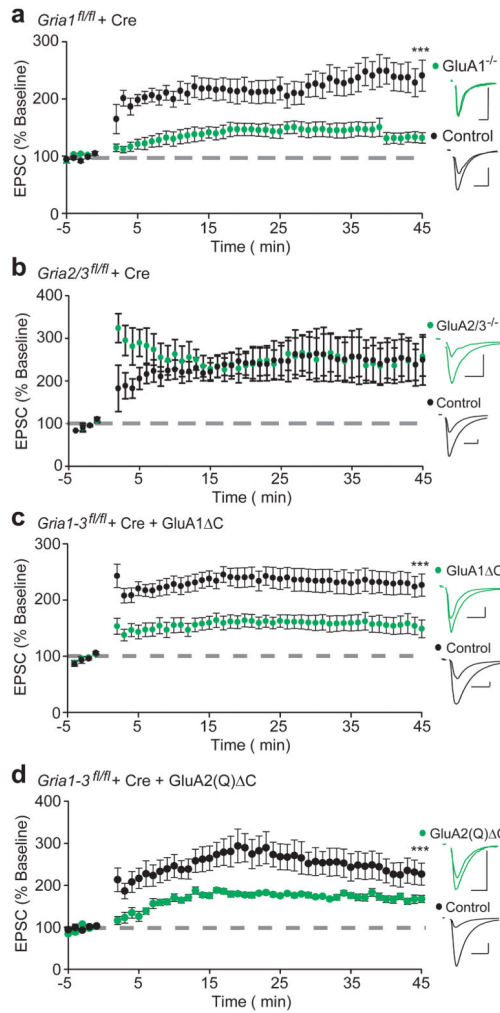 a
Gria1fl/fl + Cre
EPSC (% Baseline)
300
200
100
0
-5
5
15
25
35
45
Time ( min)
***
GluA1-/-
Control
b
Gria2/3fl/fl + Cre
EPSC (% Baseline)
400
300
200
100
0
-5
5
15
25
35
45
Time ( min)
GluA2/3-/-
Control
c
Gria1-3fl/fl + Cre + GluA1ΔC
EPSC (% Baseline)
300
200
100
0
-5
5
15
25
35
45
Time ( min)
***
GluA1ΔC
Control
d
Gria1-3fl/fl + Cre + GluA2(Q)ΔC
EPSC (% Baseline)
400
300
200
100
0
-5
5
15
25
35
45
Time ( min)
***
GluA2(Q)ΔC
Control